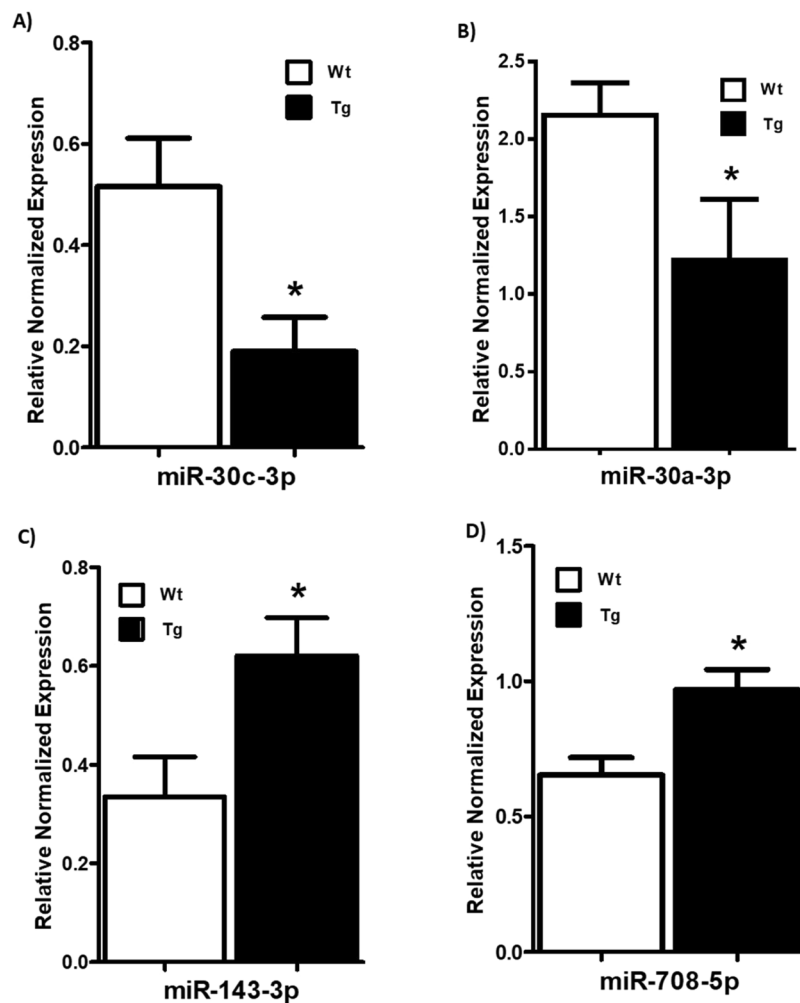 A)
Relative Normalized Expression
0.8
0.6
0.4
0.2
0.0
Wt
Tg
*
miR-30c-3p
B)
Relative Normalized Expression
2.5
2.0
1.5
1.0
0.5
0.0
Wt
Tg
*
miR-30a-3p
C)
Relative Normalized Expression
0.8
0.6
0.4
0.2
0.0
Wt
Tg
*
miR-143-3p
D)
Relative Normalized Expression
1.5
1.0
0.5
0.0
Wt
Tg
*
miR-708-5p